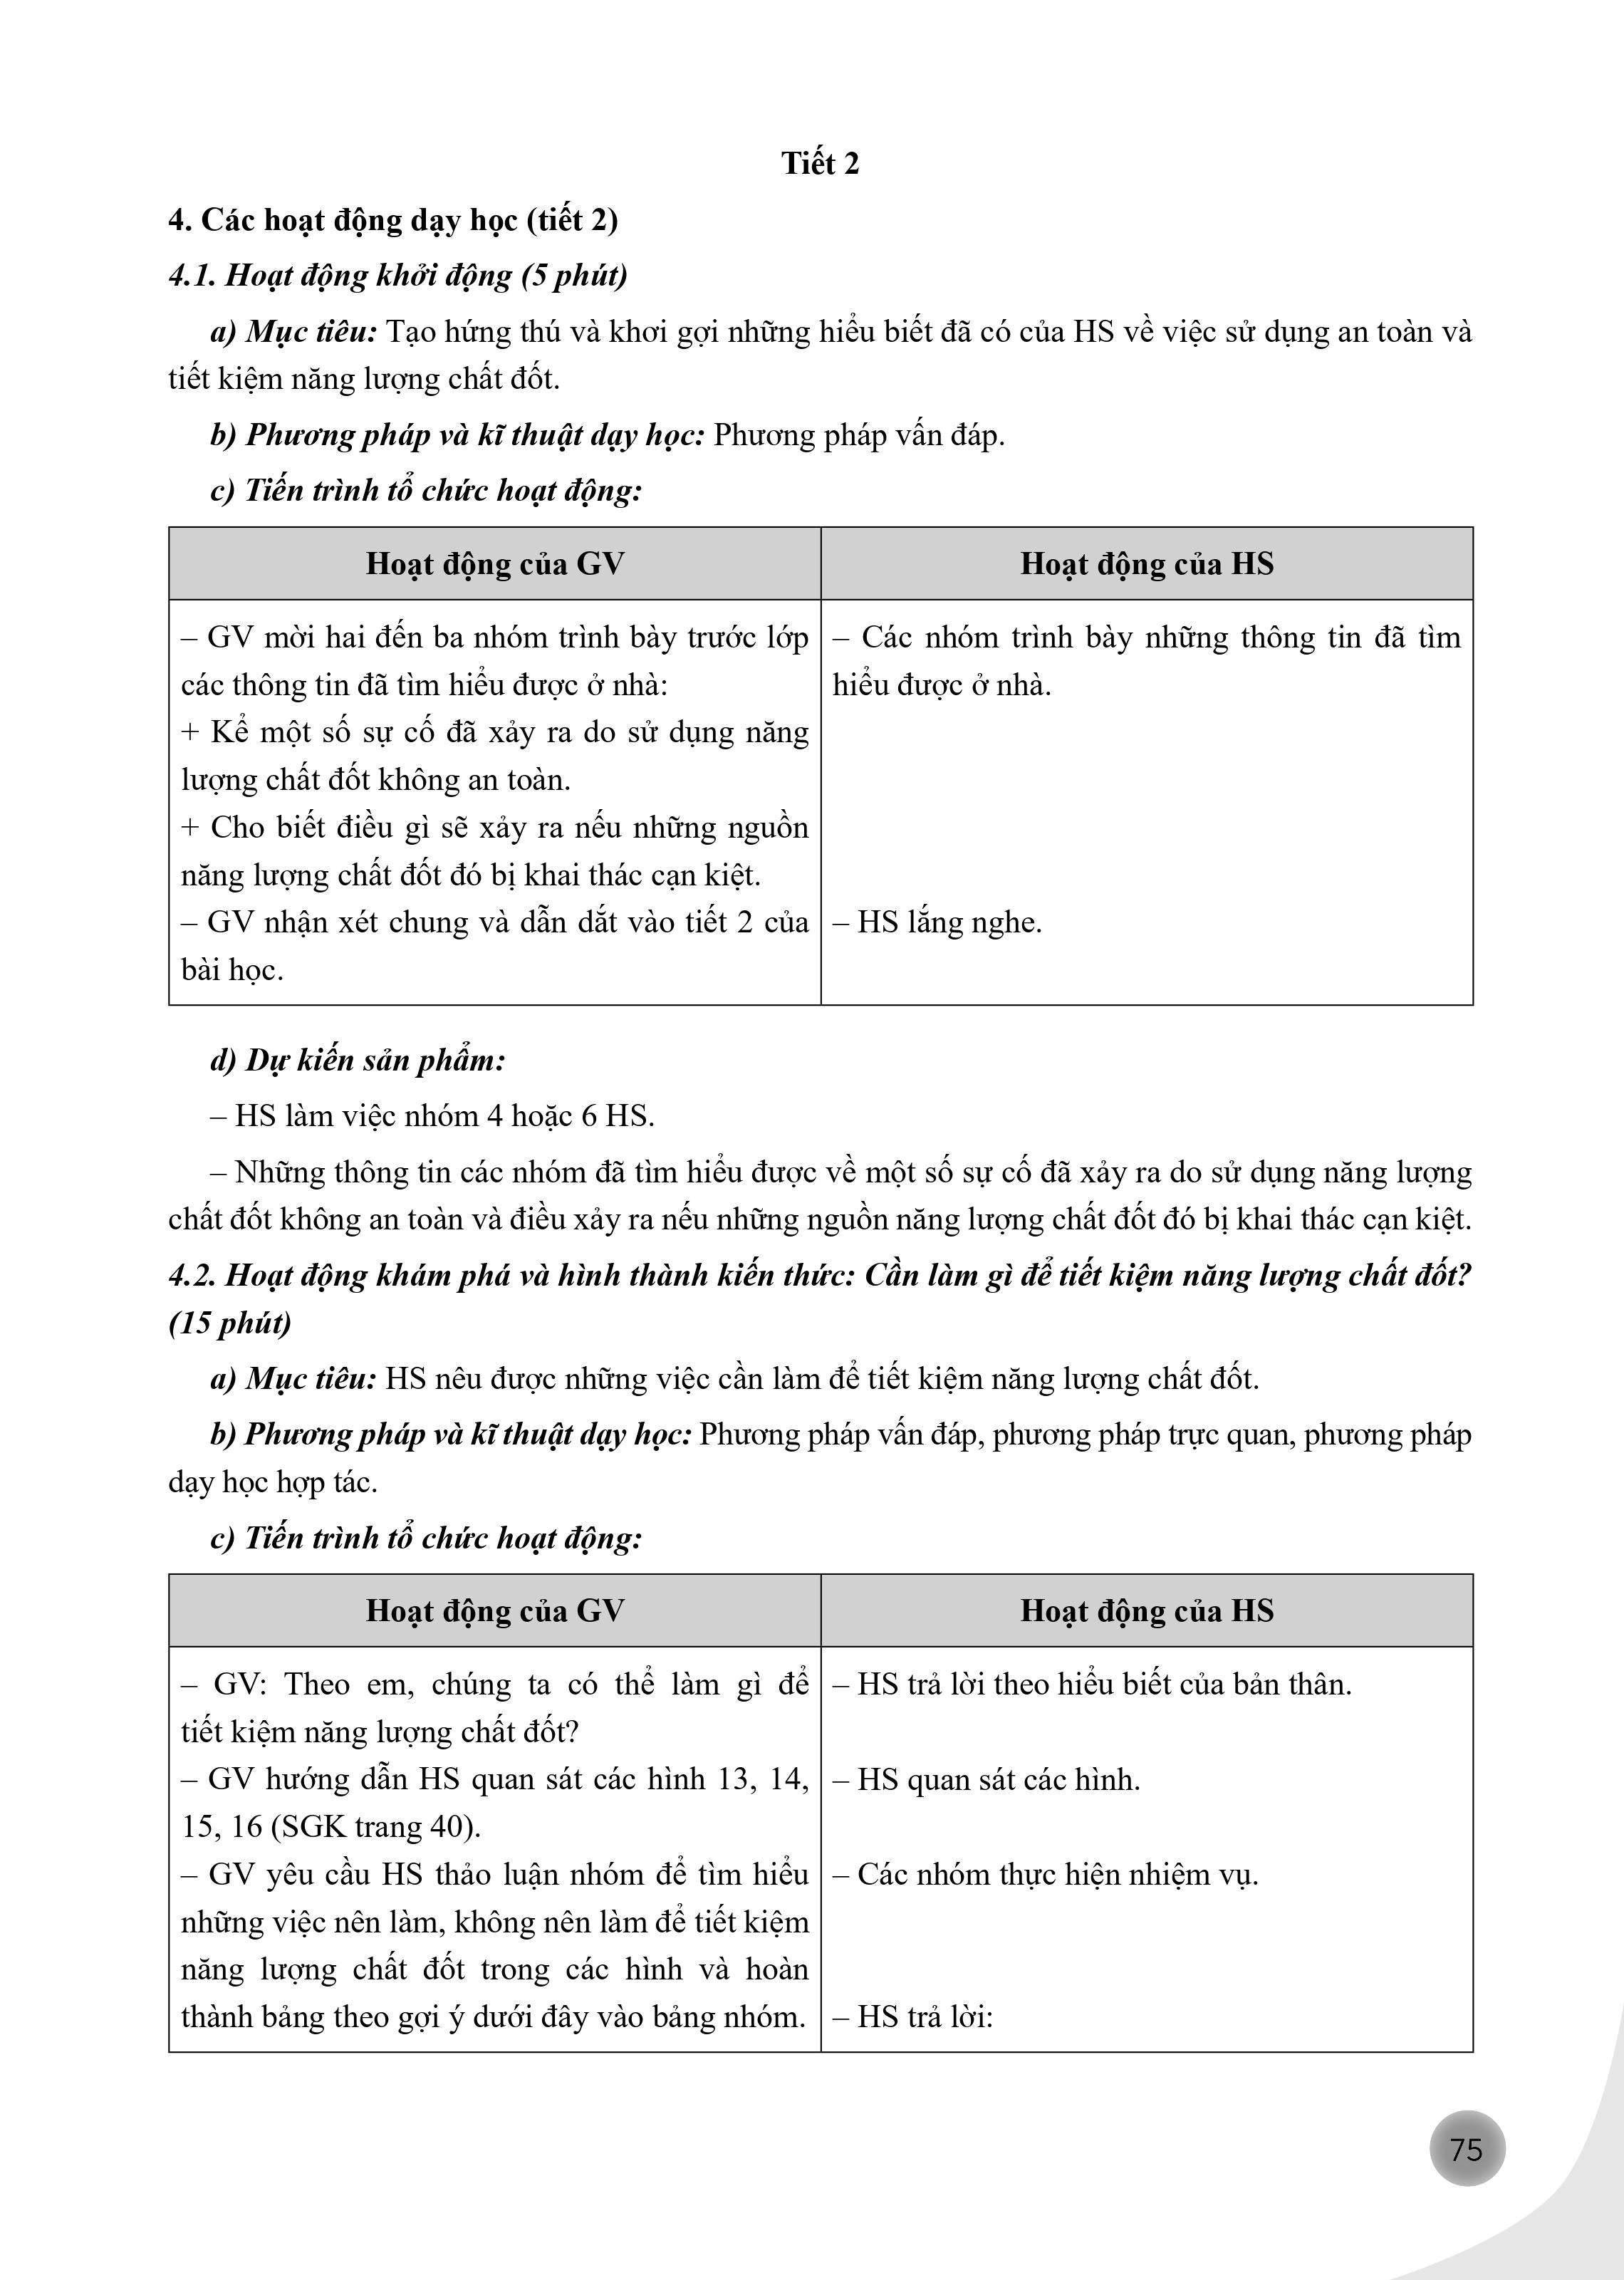 Tiết 2
4. Các hoạt động dạy học (tiết 2)
4.1. Hoạt động khởi động (5 phút)
a) Mục tiêu: Tạo hứng thú và khơi gợi những hiểu biết đã có của HS về việc sử dụng an toàn và
tiết kiệm năng lượng chất đốt.
b) Phương pháp và kĩ thuật dạy học: Phương pháp vấn đáp.
c) Tiến trình tổ chức hoạt động:
Hoạt động của GV
Hoạt động của HS
– GV mời hai đến ba nhóm trình bày trước lớp
các thông tin đã tìm hiểu được ở nhà:
+ Kể một số sự cố đã xảy ra do sử dụng năng
lượng chất đốt không an toàn.
+ Cho biết điều gì sẽ xảy ra nếu những nguồn
năng lượng chất đốt đó bị khai thác cạn kiệt.
– GV nhận xét chung và dẫn dắt vào tiết 2 của
bài học.
– Các nhóm trình bày những thông tin đã tìm
hiểu được ở nhà.
– HS lắng nghe.
d) Dự kiến sản phẩm:
– HS làm việc nhóm 4 hoặc 6 HS.
– Những thông tin các nhóm đã tìm hiểu được về một số sự cố đã xảy ra do sử dụng năng lượng
chất đốt không an toàn và điều xảy ra nếu những nguồn năng lượng chất đốt đó bị khai thác cạn kiệt.
4.2. Hoạt động khám phá và hình thành kiến thức: Cần làm gì để tiết kiệm năng lượng chất đốt?
(15 phút)
a) Mục tiêu: HS nêu được những việc cần làm để tiết kiệm năng lượng chất đốt.
b) Phương pháp và kĩ thuật dạy học: Phương pháp vấn đáp, phương pháp trực quan, phương pháp
dạy học hợp tác.
c) Tiến trình tổ chức hoạt động:
Hoạt động của GV
Hoạt động của HS
– GV: Theo em, chúng ta có thể làm gì để
tiết kiệm năng lượng chất đốt?
– GV hướng dẫn HS quan sát các hình 13, 14,
15, 16 (SGK trang 40).
– GV yêu cầu HS thảo luận nhóm để tìm hiểu
những việc nên làm, không nên làm để tiết kiệm
năng lượng chất đốt trong các hình và hoàn
thành bảng theo gợi ý dưới đây vào bảng nhóm.
– HS trả lời theo hiểu biết của bản thân.
– HS quan sát các hình.
– Các nhóm thực hiện nhiệm vụ.
– HS trả lời:
75